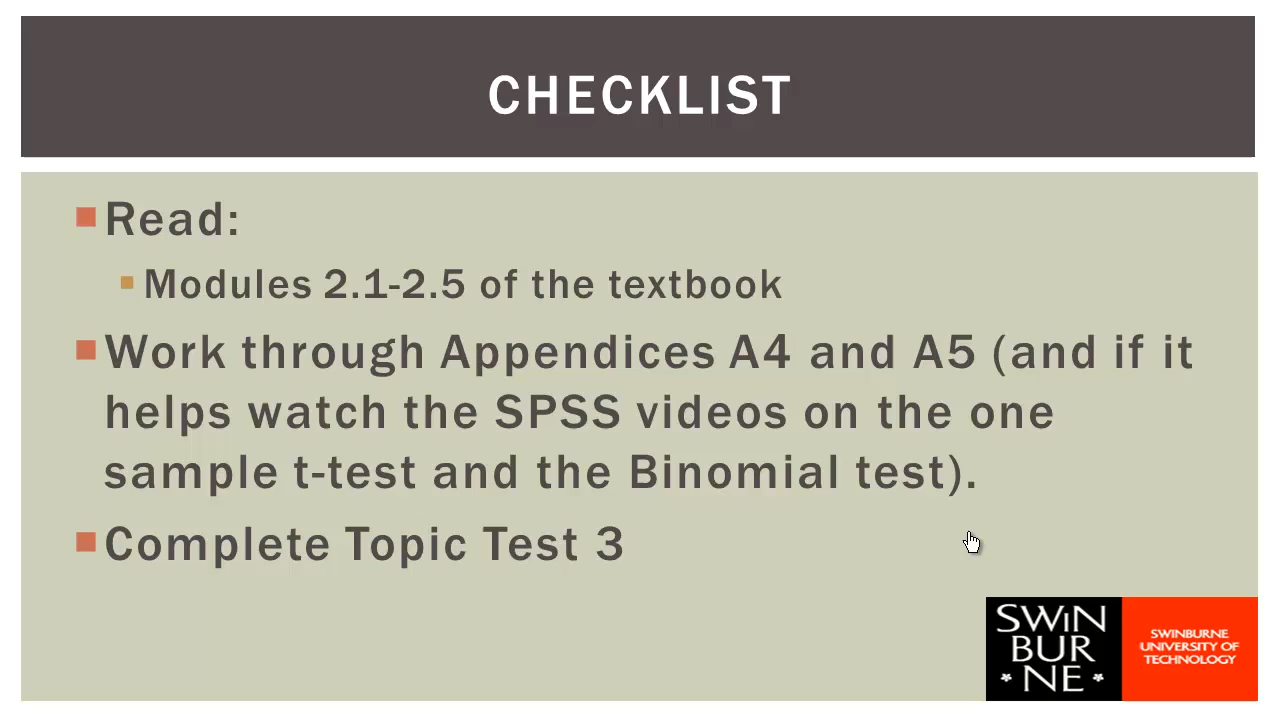 CHECKLIST
Read:
Modules 2.1-2.5 of the textbook
Work through Appendices A4 and A5 (and if it
helps watch the SPSS videos on the one
sample t-test and the Binomial test).
Complete Topic Test 3
SWiN
BUR
NE
SWINBURNE
UNIVERSITY OF
TECHNOLOGY